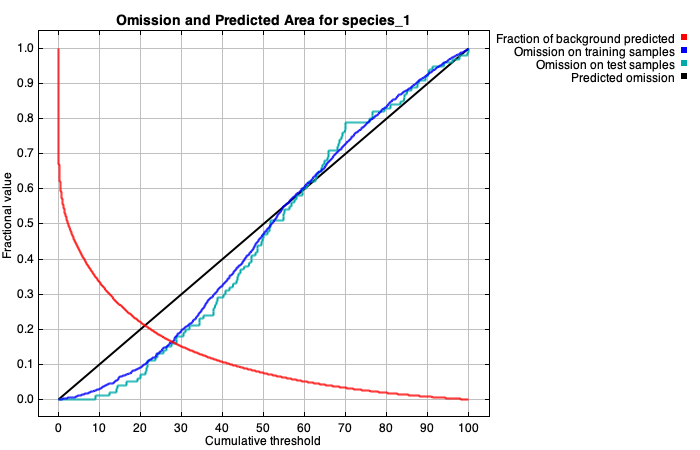 Omission and Predicted Area for species_1
Fraction of background predicted
Omission on training samples
Omission on test samples
Predicted omission
Fractional value
1.0
0.9
0.8
0.7
0.6
0.5
0.4
0.3
0.2
0.1
0.0
0 10 20 30 40 50 60 70 80 90 100
Cumulative threshold